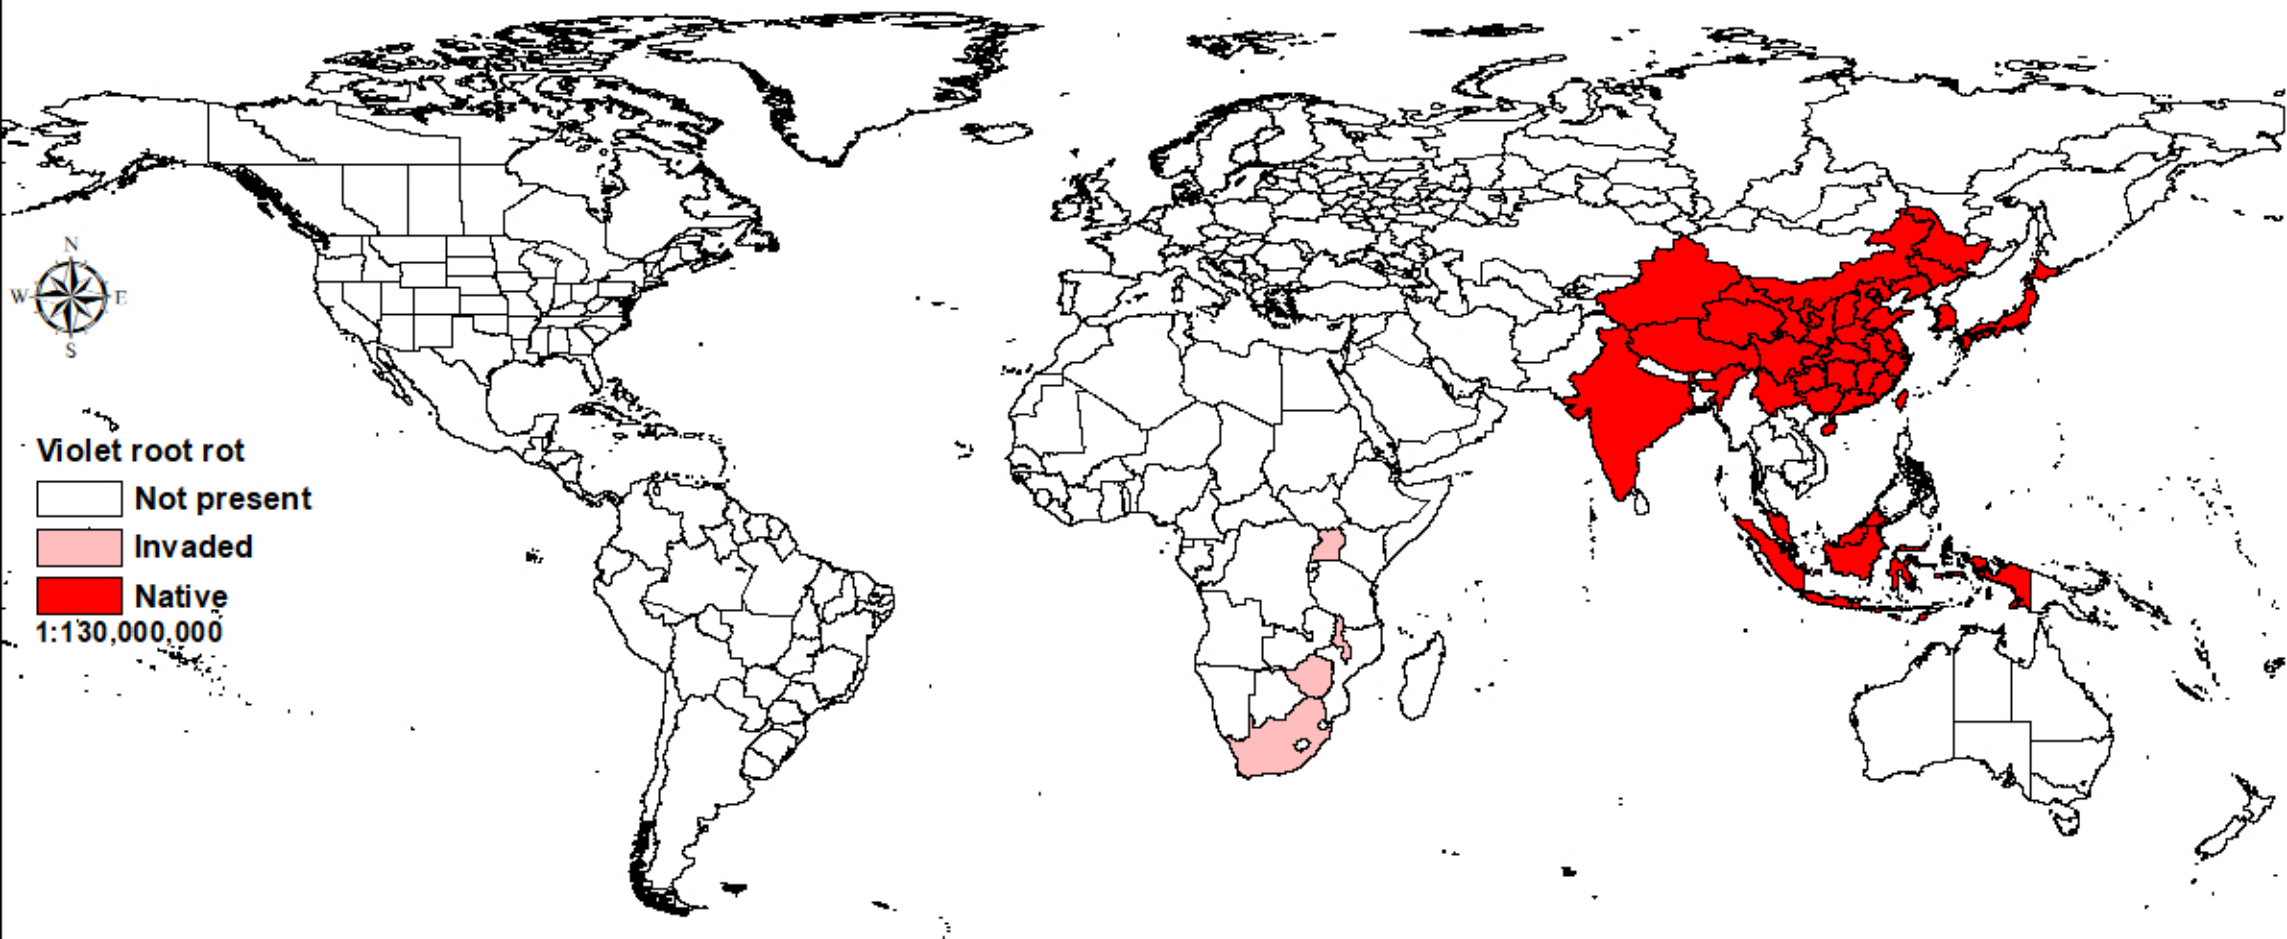 N
W E
S
Violet root rot
Not present
Invaded
Native
1:130,000,000